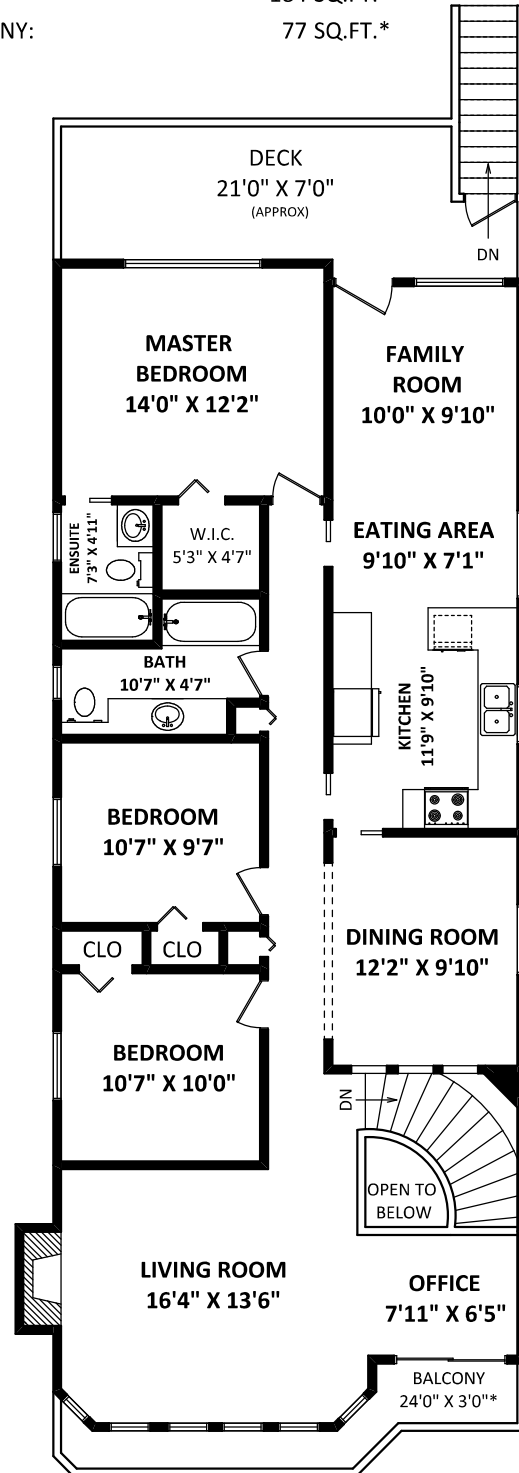 NY: 77 SQ.FT.*
DECK
21'0" X 7'0"
(APPROX)
DN
MASTER
BEDROOM
14'0" X 12'2"
FAMILY
ROOM
10'0" X 9'10"
ENSUITE
7'3" X 4'11"
W.I.C.
5'3" X 4'7"
EATING AREA
9'10" X 7'1"
BATH
10'7" X 4'7"
KITCHEN
11'9" X 9'10"
BEDROOM
10'7" X 9'7"
CLO
CLO
DINING ROOM
12'2" X 9'10"
BEDROOM
10'7" X 10'0"
DN
OPEN TO
BELOW
LIVING ROOM
16'4" X 13'6"
OFFICE
7'11" X 6'5"
BALCONY
24'0" X 3'0"*